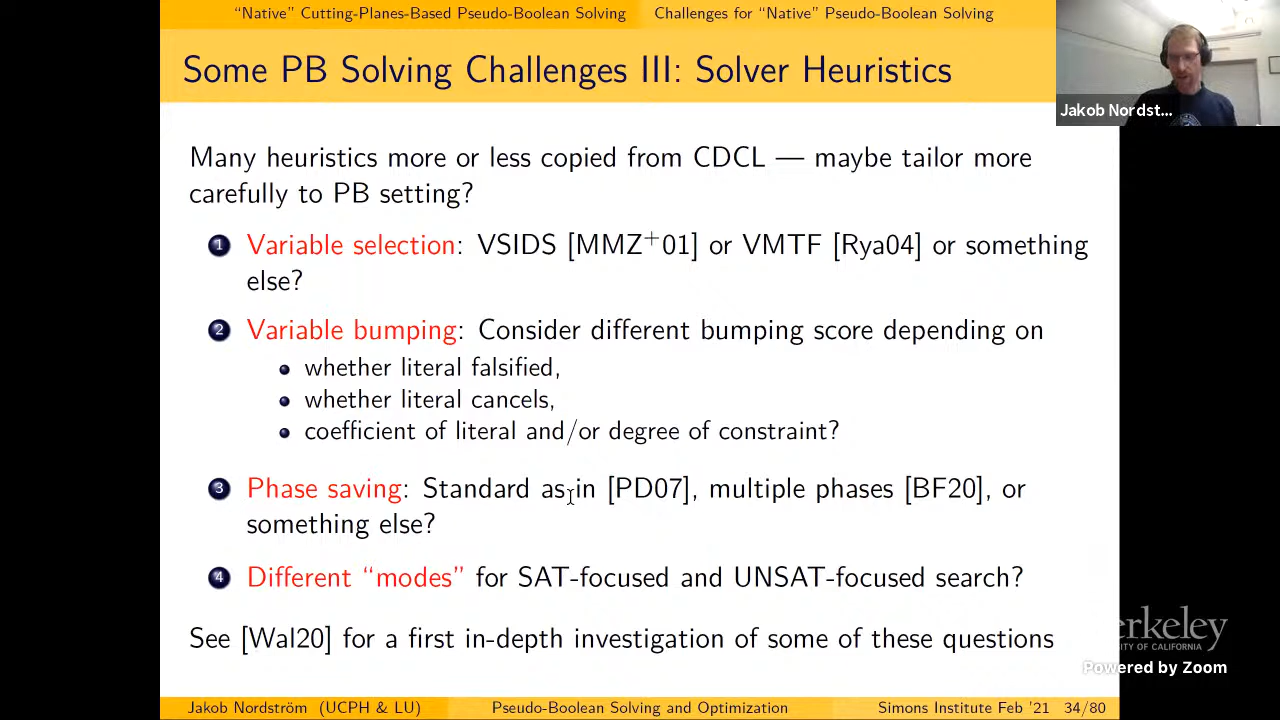 “Native” Cutting-Planes-Based Pseudo-Boolean Solving Challenges for “Native” Pseudo-Boolean Solving
Some PB Solving Challenges III: Solver Heuristics
Jakob Nordst...
Many heuristics more or less copied from CDCL — maybe tailor more
carefully to PB setting?
1 Variable selection: VSIDS [MMZ+01] or VMTF [Rya04] or something
else?
2 Variable bumping: Consider different bumping score depending on
whether literal falsified,
whether literal cancels,
coefficient of literal and/or degree of constraint?
3 Phase saving: Standard as in [PD07], multiple phases [BF20], or
something else?
4 Different “modes” for SAT-focused and UNSAT-focused search?
See [Wal20] for a first in-depth investigation of some of these questions
Powered by Zoom
Jakob Nordström (UCPH & LU) Pseudo-Boolean Solving and Optimization Simons Institute Feb '21 34/80